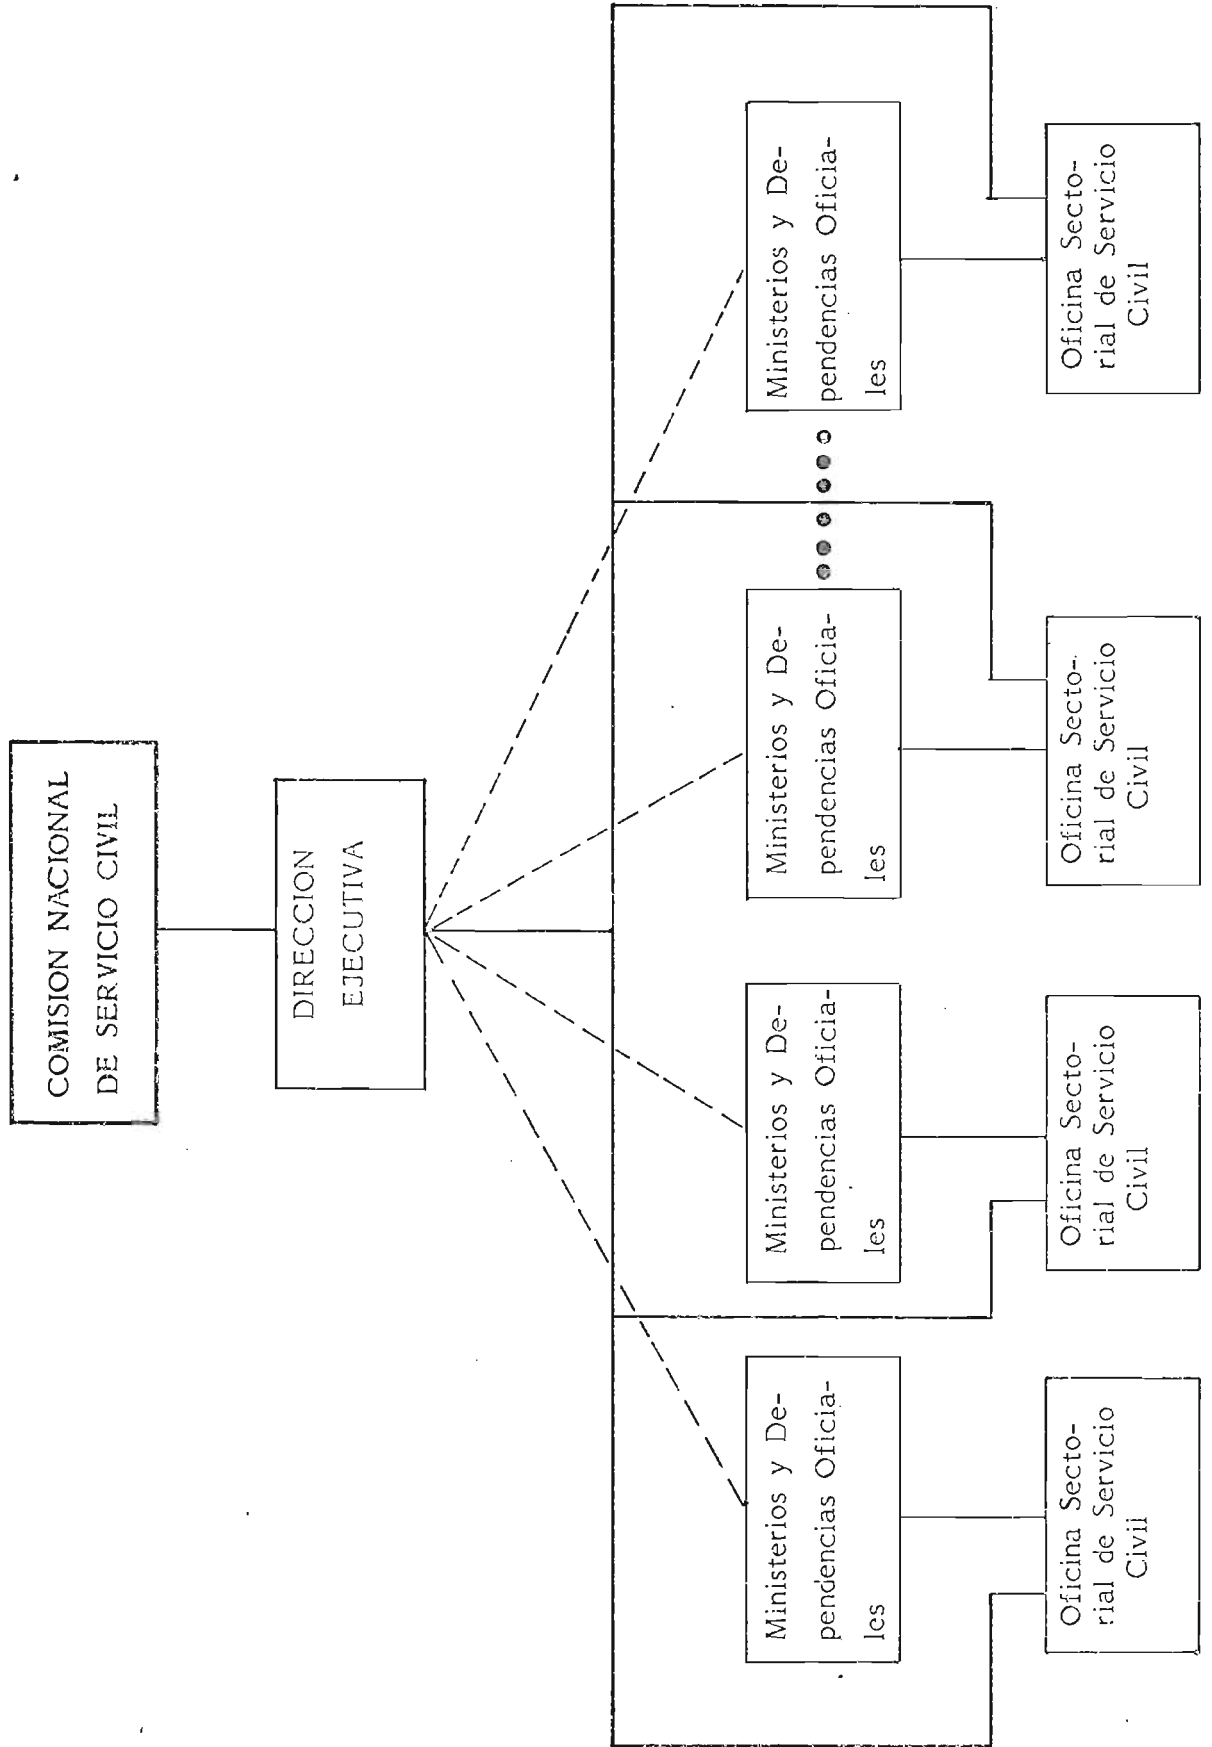 COMISION NACIONAL
DE SERVICIO CIVIL
DIRECCION
EJECUTIVA
Ministerios y De-
pendencias Oficia-
les
Ministerios y De-
pendencias Oficia-
les
Ministerios y De-
pendencias Oficia-
les
Ministerios y De-
pendencias Oficia-
les
Oficina Secto-
rial de Servicio
Civil
Oficina Secto-
rial de Servicio
Civil
Oficina Secto-
rial de Servicio
Civil
Oficina Secto-
rial de Servicio
Civil